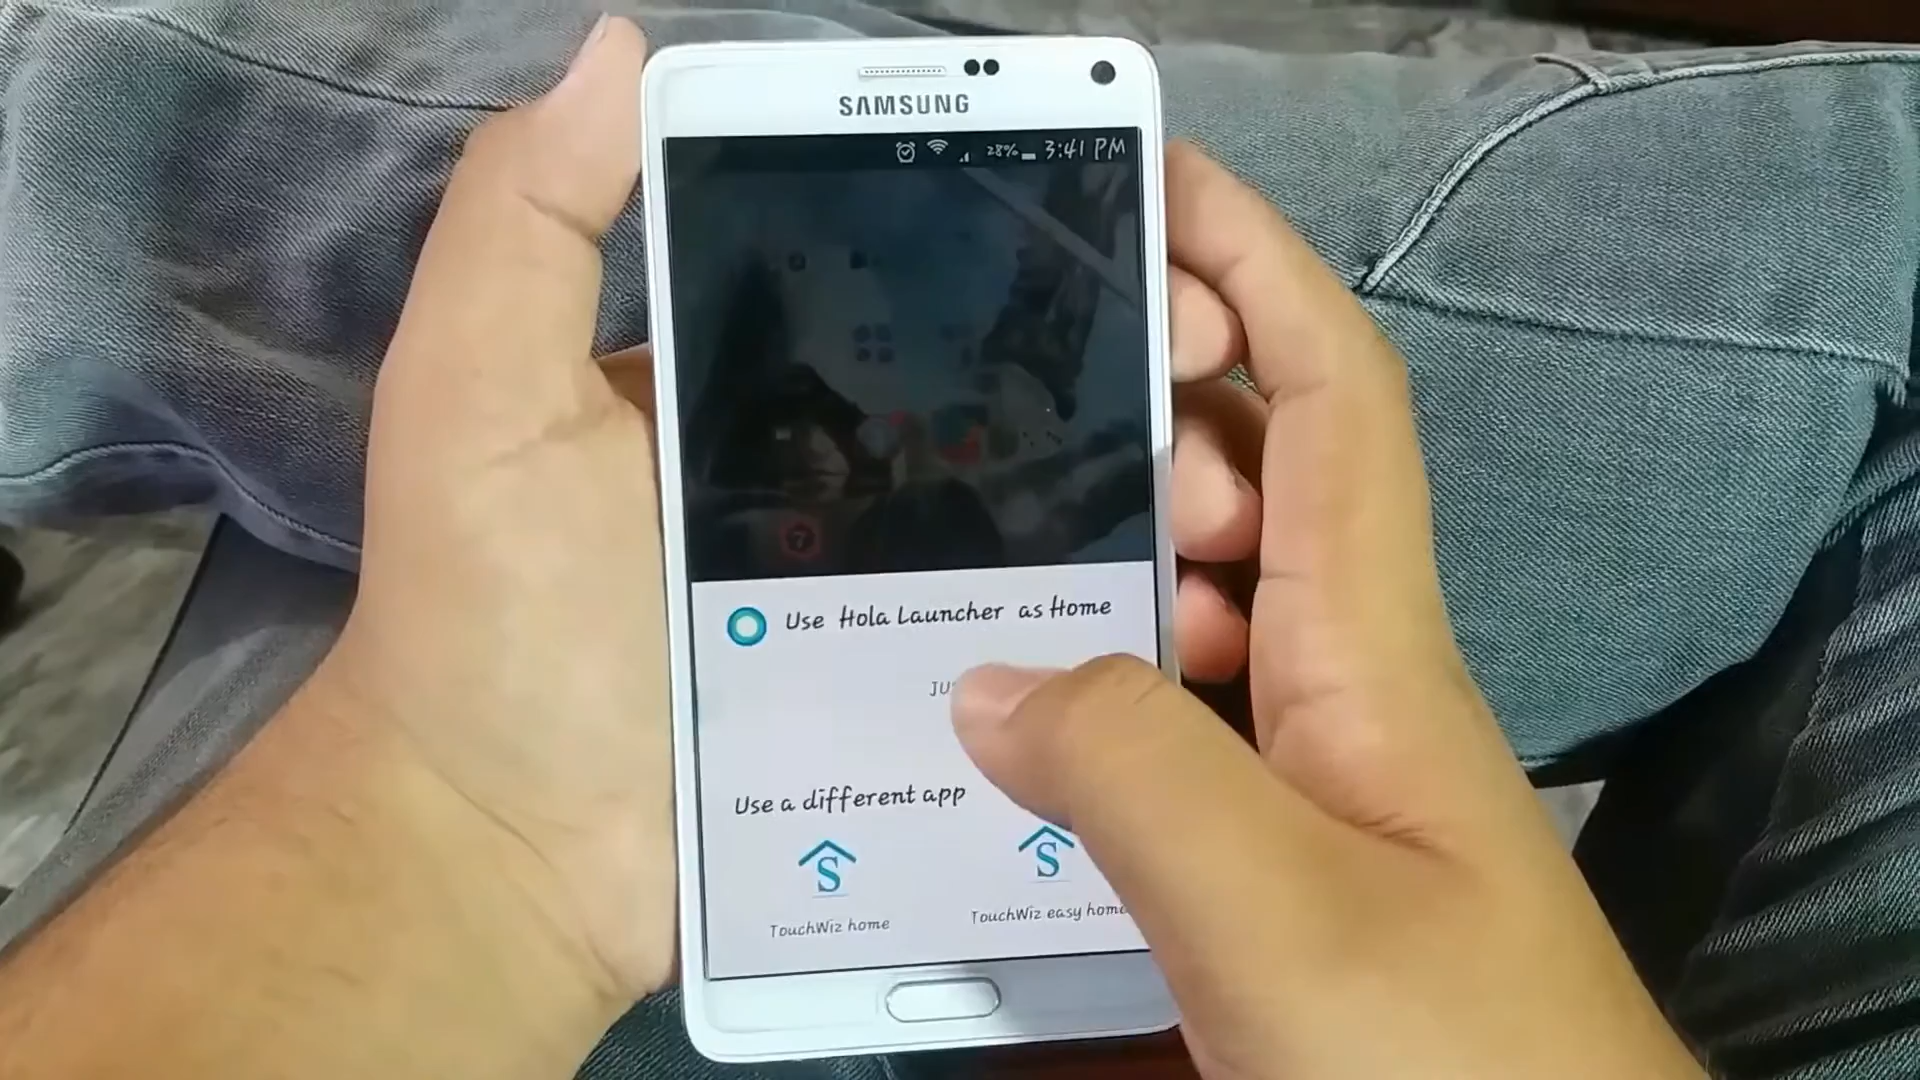 SAMSUNG
28% 3:41 PM
Use Hola Launcher as Home
Use a different app
S
S
TouchWiz home
TouchWiz easy home